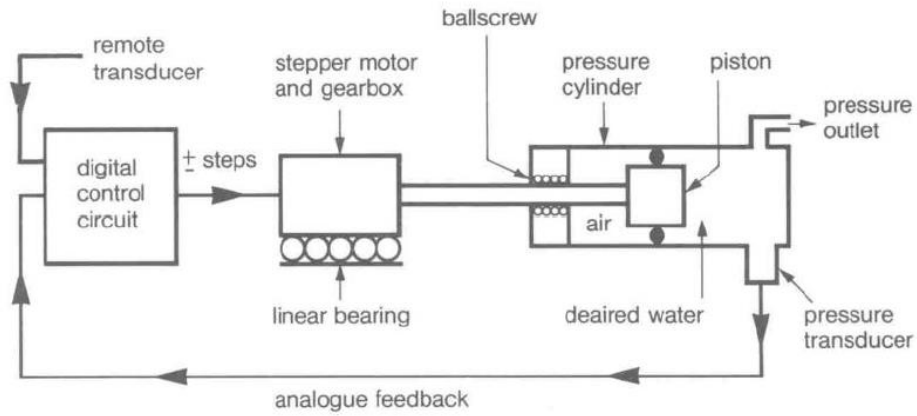 remote
transducer
digital
control
circuit
± steps
stepper motor
and gearbox
linear bearing
ballscrew
pressure
cylinder
piston
pressure
outlet
air
deaired water
pressure
transducer
analogue feedback